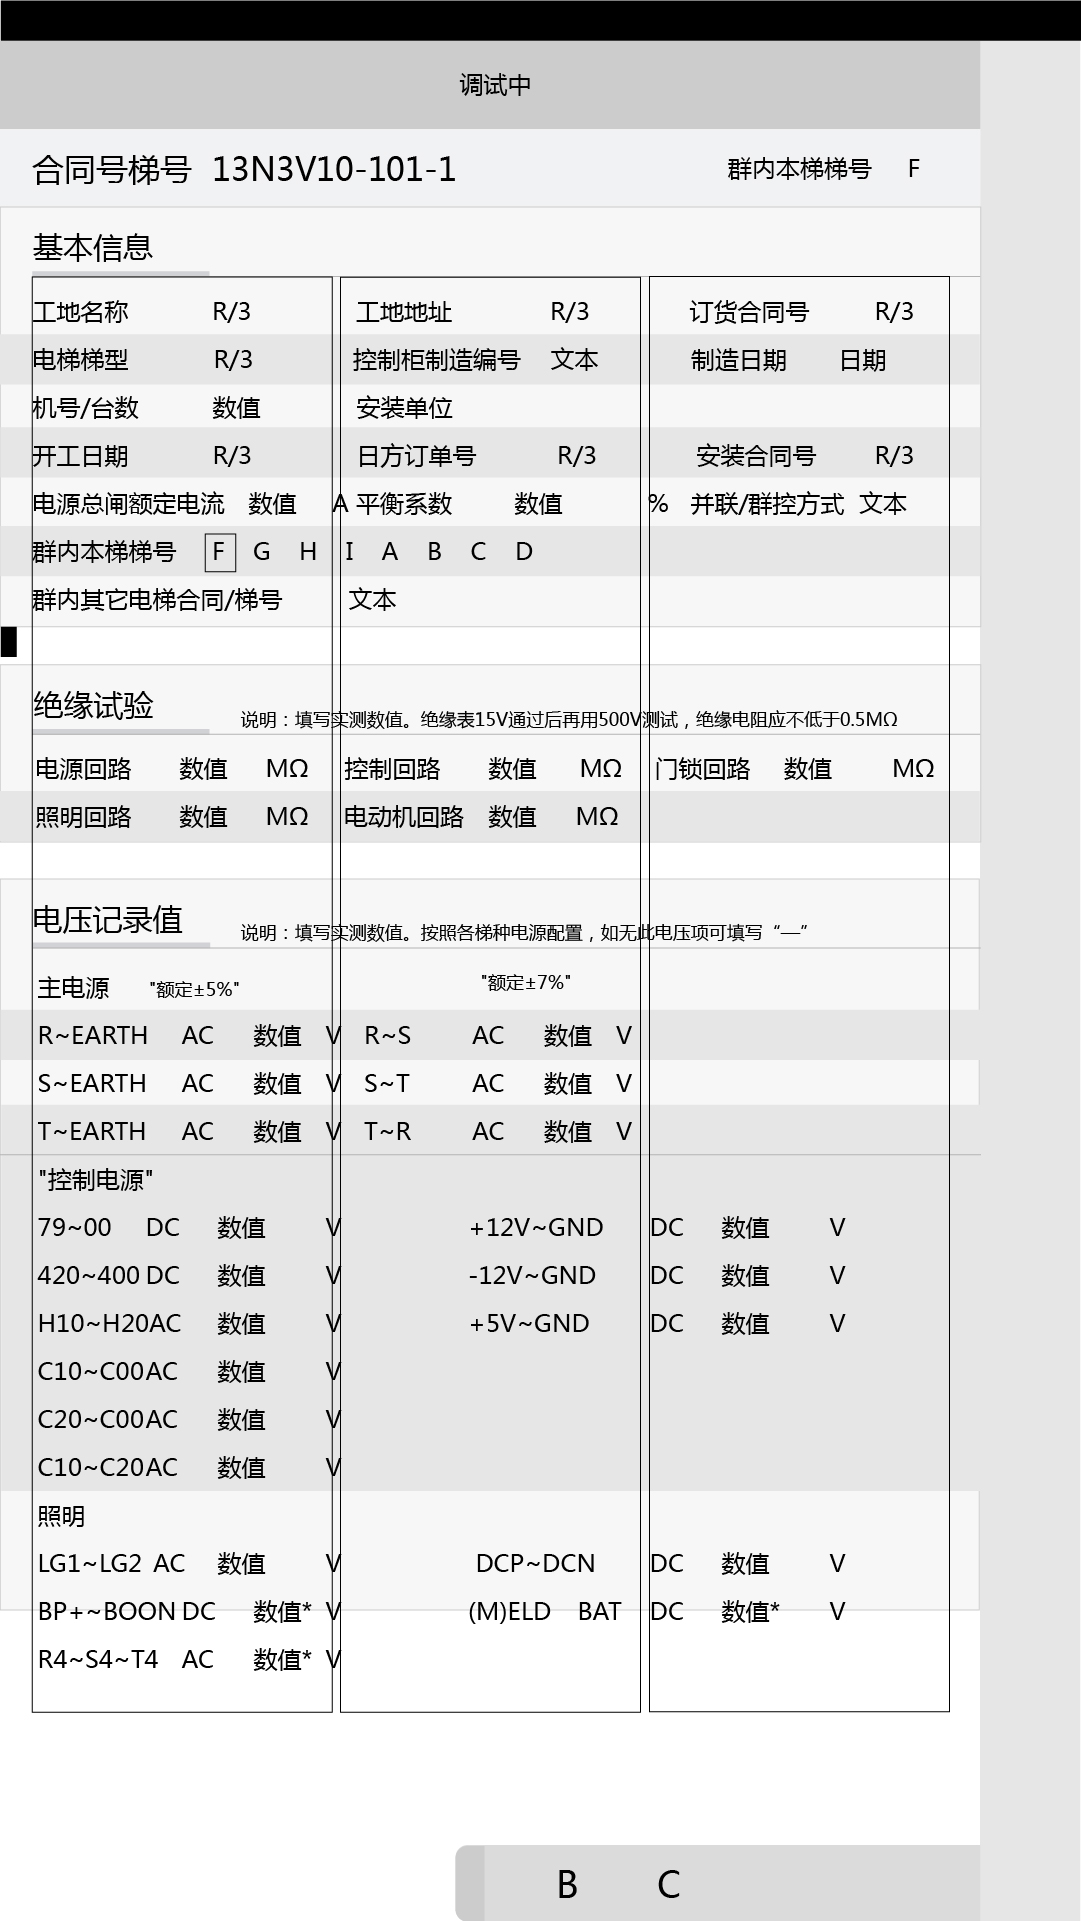 调试中
合同号梯号 13N3V10-101-1 群内本梯梯号 F
基本信息
工地名称 R/3 工地地址 R/3 订货合同号 R/3
电梯梯型 R/3 控制柜制造编号 文本 制造日期 日期
机号/台数 数值 安装单位
开工日期 R/3 日方订单号 R/3 安装合同号 R/3
电源总闸额定电流 数值 A 平衡系数 数值 % 并联/群控方式 文本
群内本梯梯号 F G H I A B C D
群内其它电梯合同/梯号 文本
绝缘试验 说明：填写实测数值。绝缘表15V通过后再用500V测试，绝缘电阻应不低于0.5MΩ
电源回路 数值 MΩ 控制回路 数值 MΩ 门锁回路 数值 MΩ
照明回路 数值 MΩ 电动机回路 数值 MΩ
电压记录值 说明：填写实测数值。按照各梯种电源配置，如无此电压项可填写“—”
主电源 "额定±5%" "额定±7%"
R~EARTH AC 数值 V R~S AC 数值 V
S~EARTH AC 数值 V S~T AC 数值 V
T~EARTH AC 数值 V T~R AC 数值 V
"控制电源"
79~00 DC 数值 V +12V~GND DC 数值 V
420~400 DC 数值 V -12V~GND DC 数值 V
H10~H20AC 数值 V +5V~GND DC 数值 V
C10~C00AC 数值 V
C20~C00AC 数值 V
C10~C20AC 数值 V
照明
LG1~LG2 AC 数值 V DCP~DCN DC 数值 V
BP+~BOON DC 数值* V (M)ELD BAT DC 数值* V
R4~S4~T4 AC 数值* V
B C